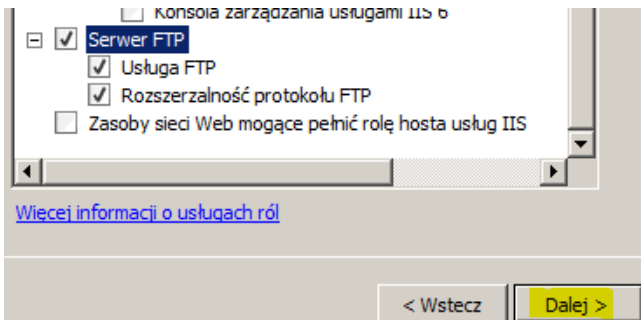 Konsola zarządzania usługami IIS 6
Serwer FTP
Usługa FTP
Rozszerzalność protokołu FTP
Zasoby sieci Web mogące pełnić rolę hosta usług IIS
Więcej informacji o usługach ról
< Wstecz
Dalej >